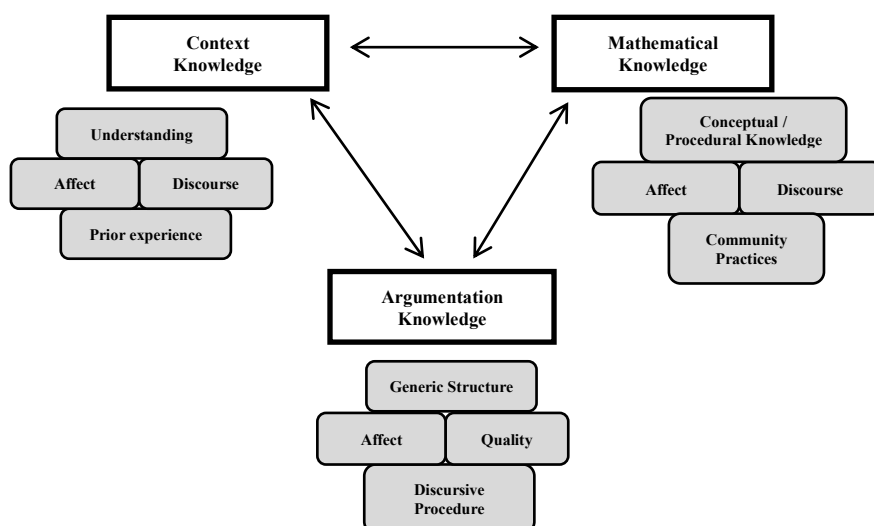 Context
Knowledge
Mathematical
Knowledge
Understanding
Affect
Discourse
Prior experience
Conceptual /
Procedural Knowledge
Affect
Discourse
Community
Practices
Argumentation
Knowledge
Generic Structure
Affect
Quality
Discursive
Procedure